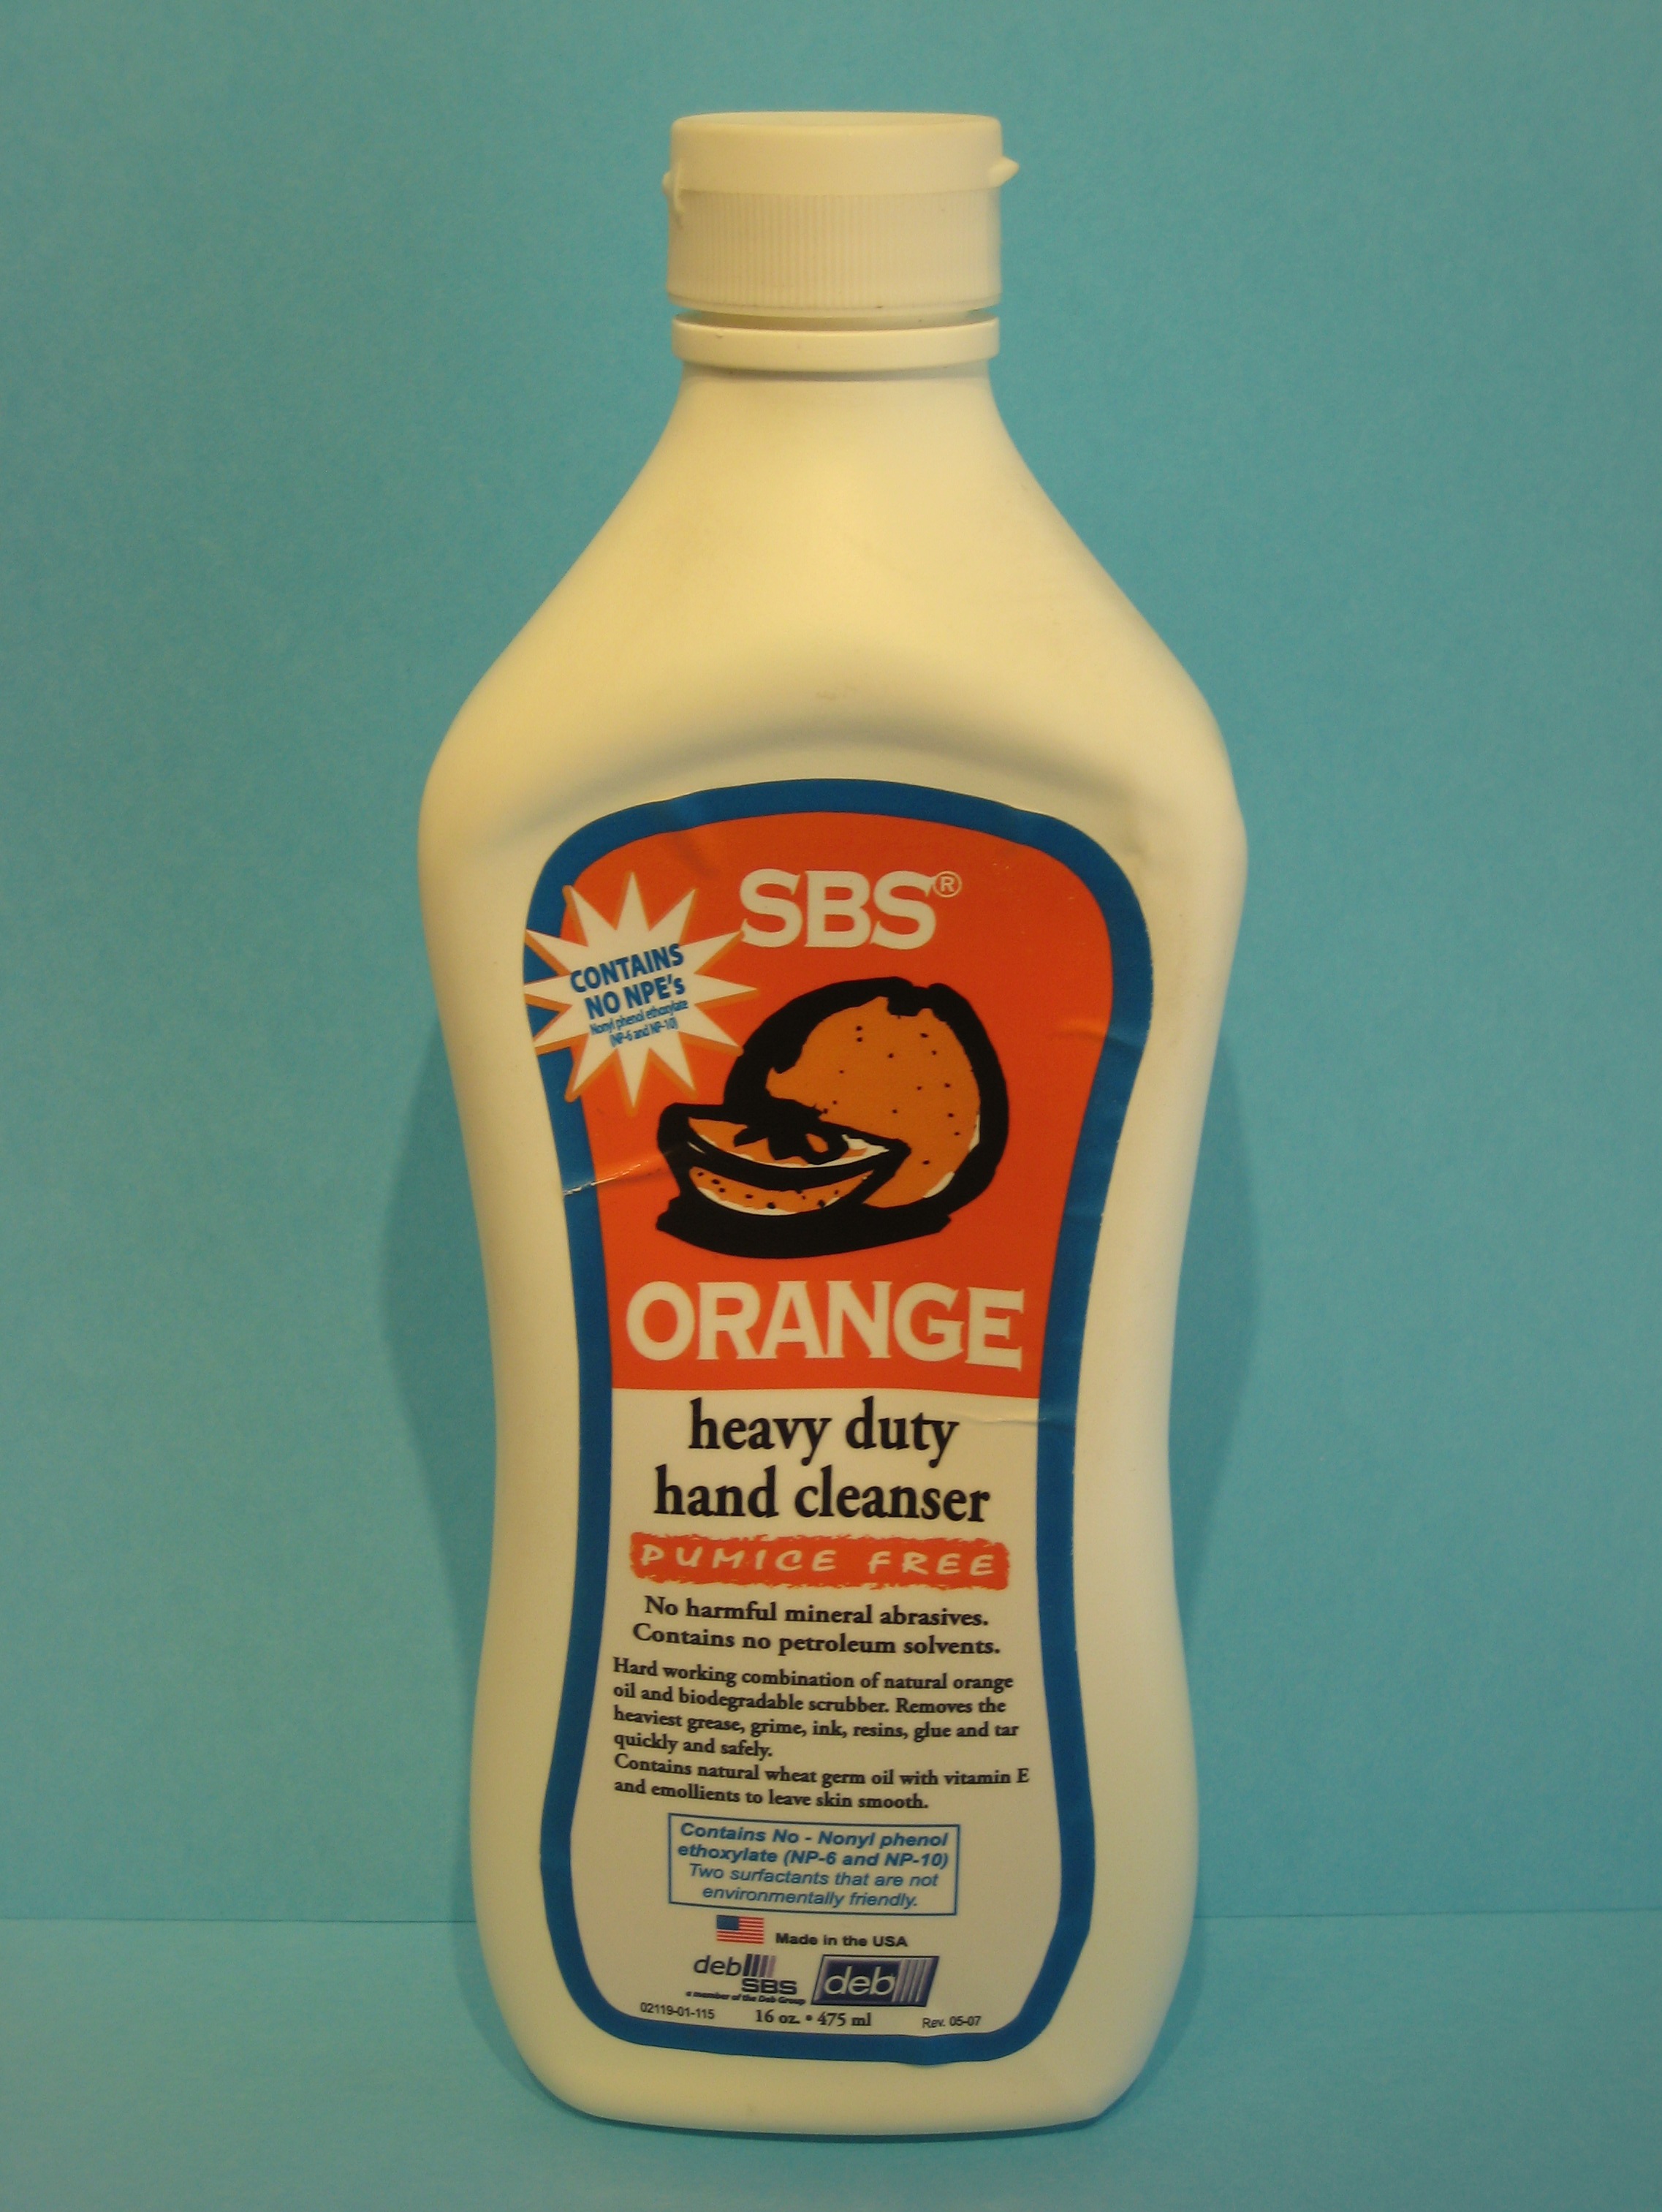 SBS®
CONTAINS
NO NPE's
Nonyl phenol ethoxylate
(NP-6 and NP-10)
ORANGE
heavy duty
hand cleanser
PUMICE FREE
No harmful mineral abrasives.
Contains no petroleum solvents.
Hard working combination of natural orange
oil and biodegradable scrubber. Removes the
heaviest grease, grime, ink, resins, glue and tar
quickly and safely.
Contains natural wheat germ oil with vitamin E
and emollients to leave skin smooth.
Contains No - Nonyl phenol
ethoxylate (NP-6 and NP-10)
Two surfactants that are not
environmentally friendly.
Made in the USA
deb
SBS
a member of the Deb Group
deb
02119-01-115 16 oz. • 475 ml Rev. 05-07